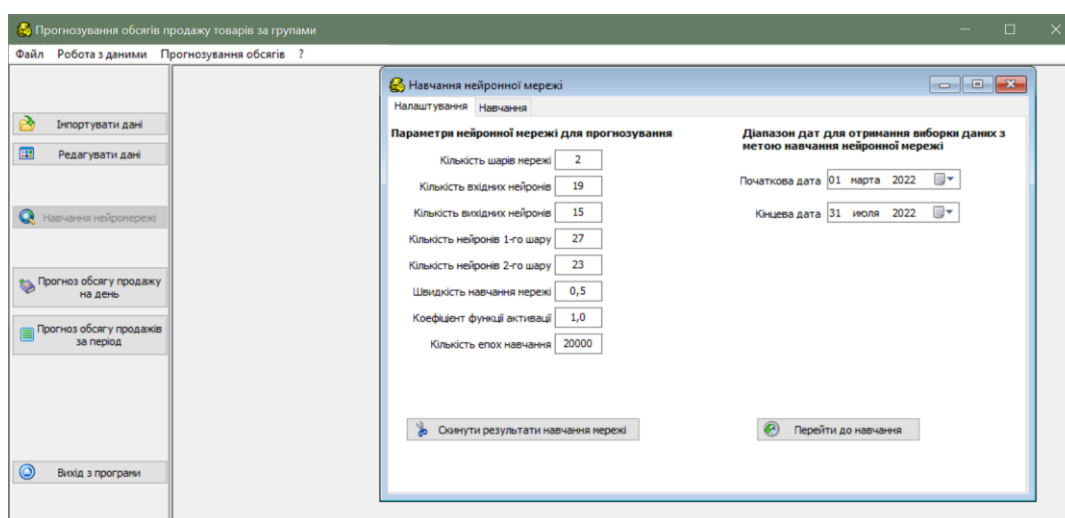 Прогнозування обсягів продажу товарів за групами
Файл Робота з даними Прогнозування обсягів ?
Імпортувати дані
Редагувати дані
Навчання нейромережі
Прогноз обсягу продажу
на день
Прогноз обсягу продажів
за період
Вихід з програми
Навчання нейронної мережі
Налаштування Навчання
Параметри нейронної мережі для прогнозування
Кількість шарів мережі 2
Кількість вхідних нейронів 19
Кількість вихідних нейронів 15
Кількість нейронів 1-го шару 27
Кількість нейронів 2-го шару 23
Швидкість навчання мережі 0,5
Коефіцієнт функції активації 1,0
Кількість епох навчання 20000
Діапазон дат для отримання виборки даних з
метою навчання нейронної мережі
Початкова дата 01 марта 2022
Кінцева дата 31 июля 2022
Скинути результати навчання мережі
Перейти до навчання